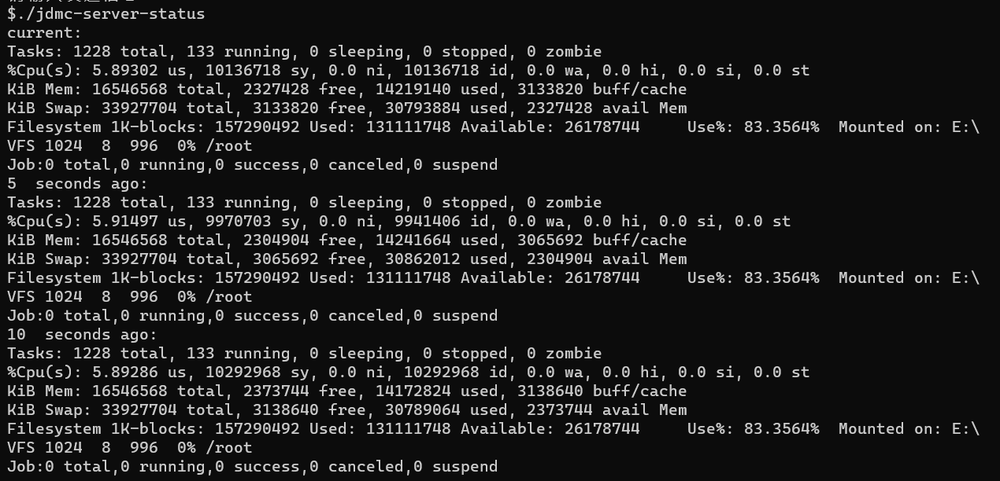 $./jdmc-server-status
current:
Tasks: 1228 total, 133 running, 0 sleeping, 0 stopped, 0 zombie
%Cpu(s): 5.89302 us, 10136718 sy, 0.0 ni, 10136718 id, 0.0 wa, 0.0 hi, 0.0 si, 0.0 st
KiB Mem: 16546568 total, 2327428 free, 14219140 used, 3133820 buff/cache
KiB Swap: 33927704 total, 3133820 free, 30793884 used, 2327428 avail Mem
Filesystem 1K-blocks: 157290492 Used: 131111748 Available: 26178744     Use%: 83.3564%  Mounted on: E:\
VFS 1024  8  996  0% /root
Job:0 total,0 running,0 success,0 canceled,0 suspend
5  seconds ago:
Tasks: 1228 total, 133 running, 0 sleeping, 0 stopped, 0 zombie
%Cpu(s): 5.91497 us, 9970703 sy, 0.0 ni, 9941406 id, 0.0 wa, 0.0 hi, 0.0 si, 0.0 st
KiB Mem: 16546568 total, 2304904 free, 14241664 used, 3065692 buff/cache
KiB Swap: 33927704 total, 3065692 free, 30862012 used, 2304904 avail Mem
Filesystem 1K-blocks: 157290492 Used: 131111748 Available: 26178744     Use%: 83.3564%  Mounted on: E:\
VFS 1024  8  996  0% /root
Job:0 total,0 running,0 success,0 canceled,0 suspend
10  seconds ago:
Tasks: 1228 total, 133 running, 0 sleeping, 0 stopped, 0 zombie
%Cpu(s): 5.89286 us, 10292968 sy, 0.0 ni, 10292968 id, 0.0 wa, 0.0 hi, 0.0 si, 0.0 st
KiB Mem: 16546568 total, 2373744 free, 14172824 used, 3138640 buff/cache
KiB Swap: 33927704 total, 3138640 free, 30789064 used, 2373744 avail Mem
Filesystem 1K-blocks: 157290492 Used: 131111748 Available: 26178744     Use%: 83.3564%  Mounted on: E:\
VFS 1024  8  996  0% /root
Job:0 total,0 running,0 success,0 canceled,0 suspend